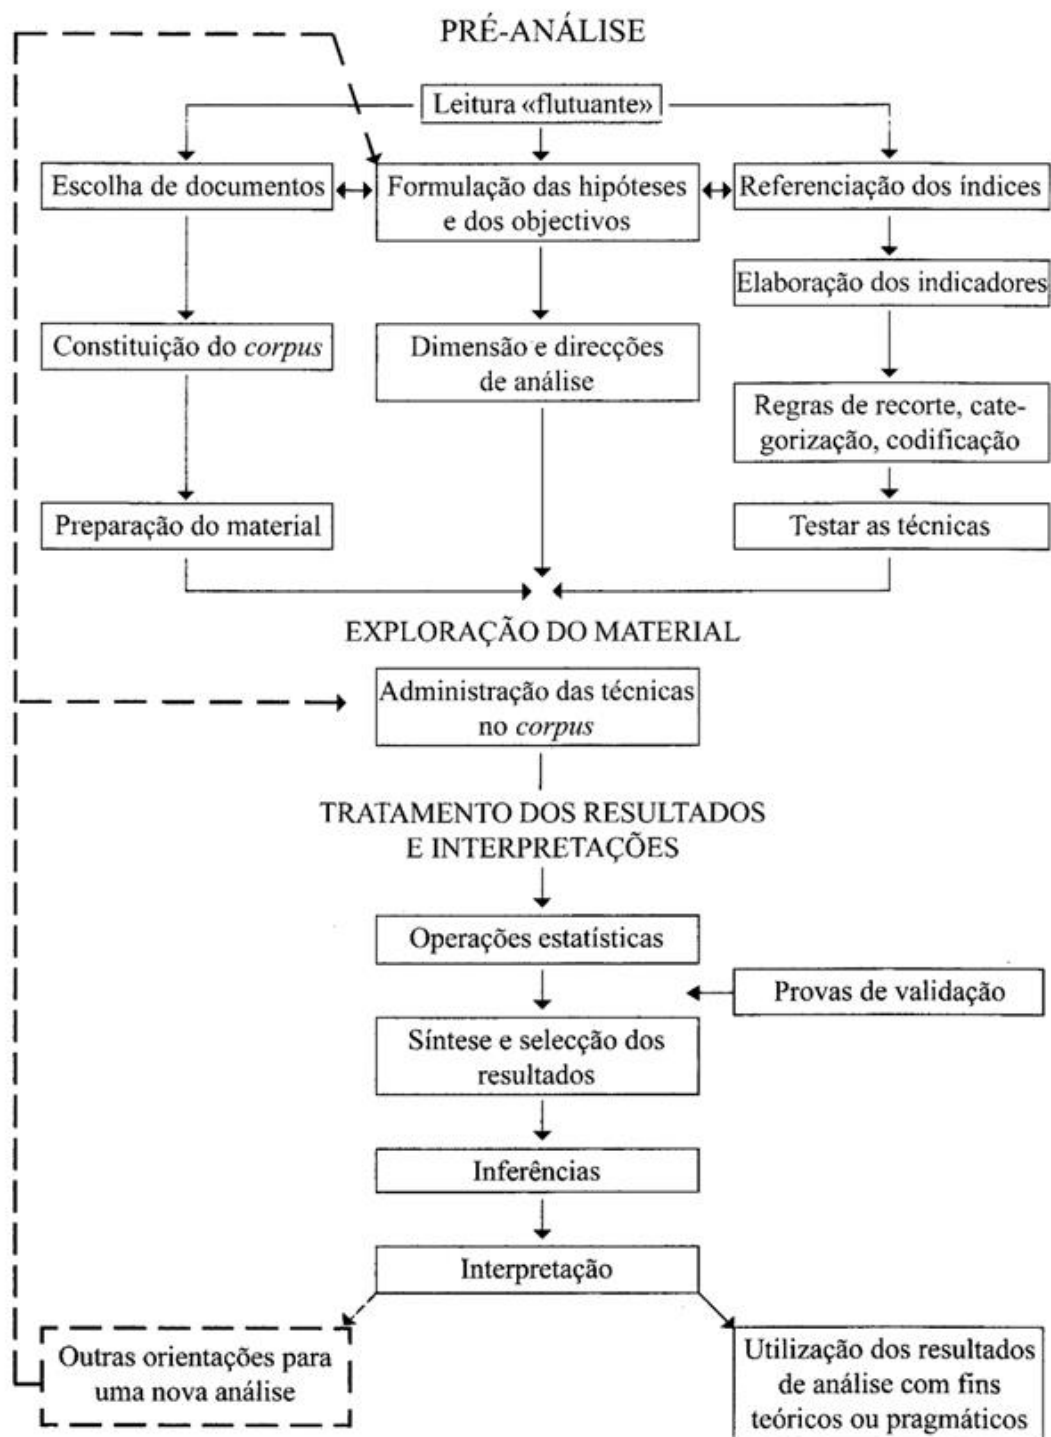 PRÉ-ANÁLISE
Leitura «flutuante»
Escolha de documentos
Formulação das hipóteses
e dos objectivos
Referenciação dos índices
Elaboração dos indicadores
Constituição do corpus
Dimensão e direcções
de análise
Regras de recorte, cate-
gorização, codificação
Preparação do material
Testar as técnicas
EXPLORAÇÃO DO MATERIAL
Administração das técnicas
no corpus
TRATAMENTO DOS RESULTADOS
E INTERPRETAÇÕES
Operações estatísticas
Provas de validação
Síntese e selecção dos
resultados
Inferências
Interpretação
Outras orientações para
uma nova análise
Utilização dos resultados
de análise com fins
teóricos ou pragmáticos